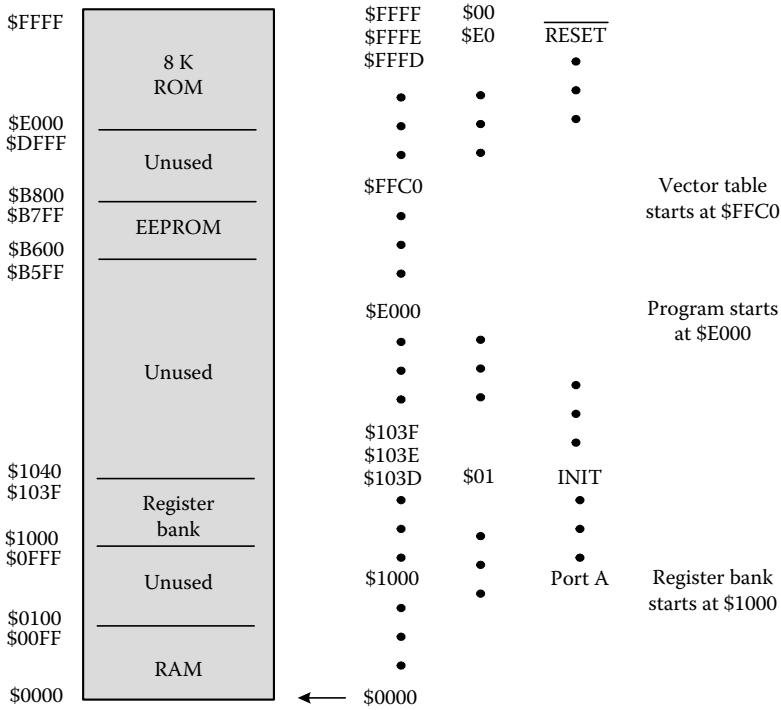 $FFFF
8 K
ROM
$E000
$DFFF
Unused
$B800
$B7FF
EEPROM
$B600
$B5FF
Unused
$1040
$103F
Register
bank
$1000
$0FFF
Unused
$0100
$00FF
RAM
$0000
$FFFF $00
$FFFE $E0 RESET
$FFFD
$FFC0
Vector table
starts at $FFC0
$E000
Program starts
at $E000
$103F
$103E
$103D $01 INIT
$1000 Port A
Register bank
starts at $1000
$0000